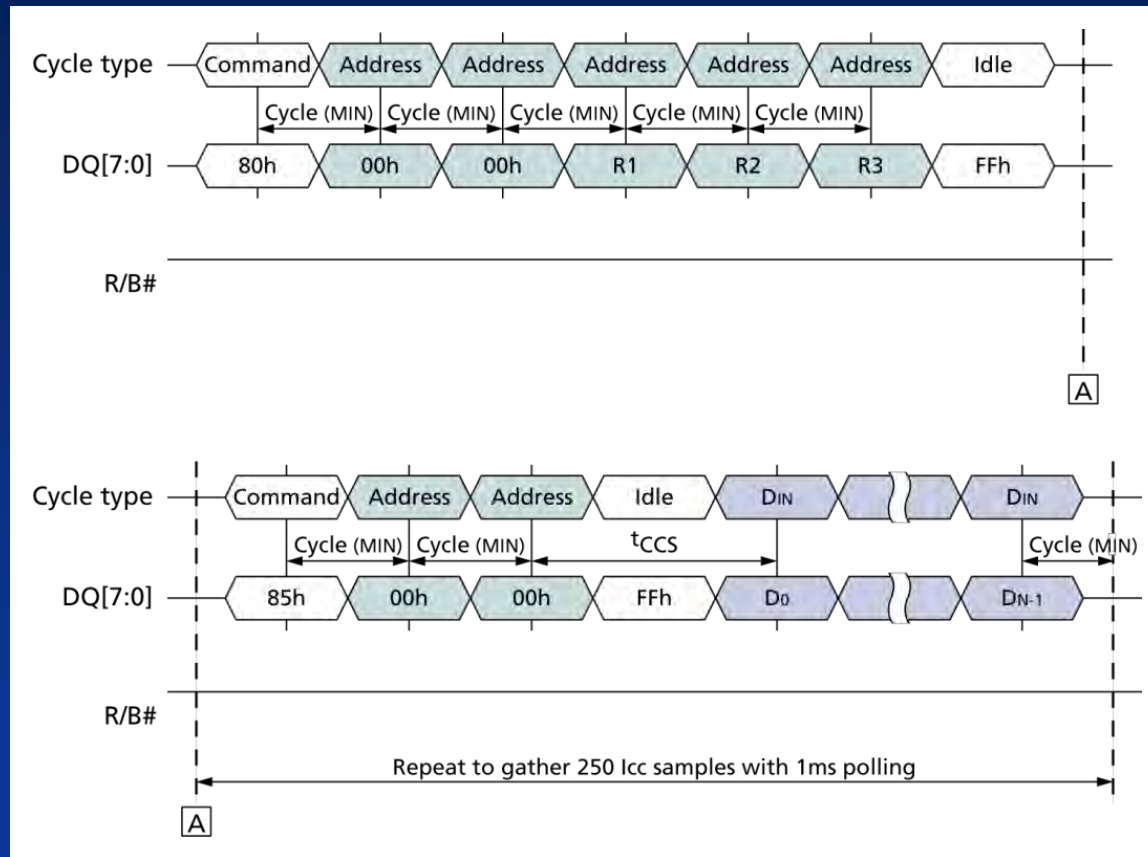 Cycle type Command Address Address Address Address Address Idle
Cycle (MIN) Cycle (MIN) Cycle (MIN) Cycle (MIN) Cycle (MIN)
DQ[7:0] 80h 00h 00h R1 R2 R3 FFh
R/B#
A
Cycle type Command Address Address Idle DIN DIN
Cycle (MIN) Cycle (MIN) tCCS Cycle (MIN)
DQ[7:0] 85h 00h 00h FFh D0 DN-1
R/B#
Repeat to gather 250 Icc samples with 1ms polling
A